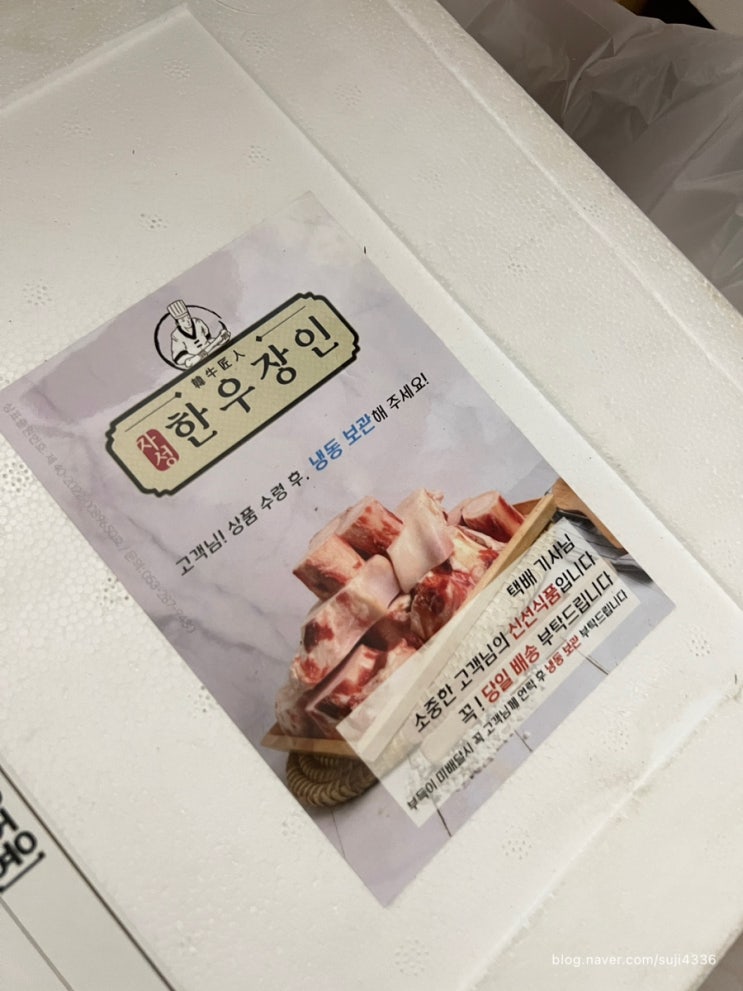 韓牛匠人
자성 한우장인
고객님! 상품 수령 후, 냉동 보관해 주세요!
택배 기사님
소중한 고객님의 신선식품입니다
꼭! 당일 배송 부탁드립니다
부득이 미배달시 꼭 고객님께 연락 후 냉동 보관 부탁드립니다
blog.naver.com/suji4336